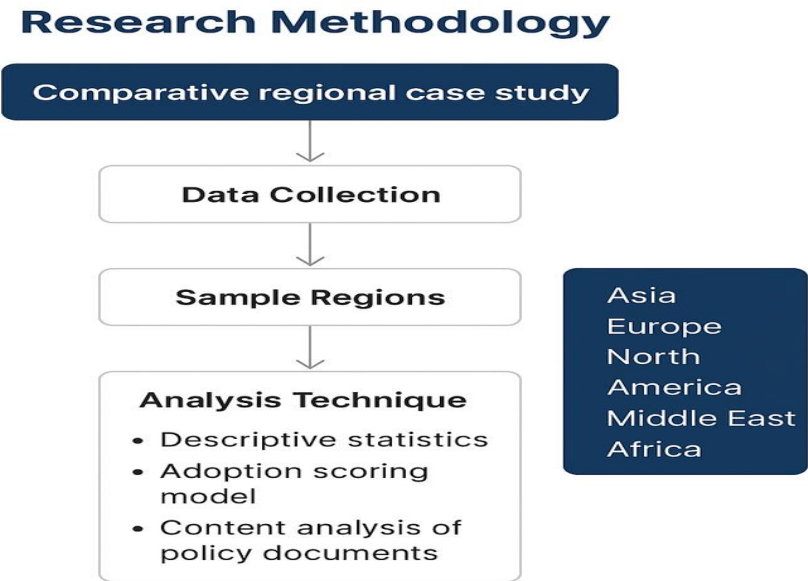 Research Methodology
Comparative regional case study
Data Collection
Sample Regions
Asia
Europe
North
America
Middle East
Africa
Analysis Technique
• Descriptive statistics
• Adoption scoring
model
• Content analysis of
policy documents